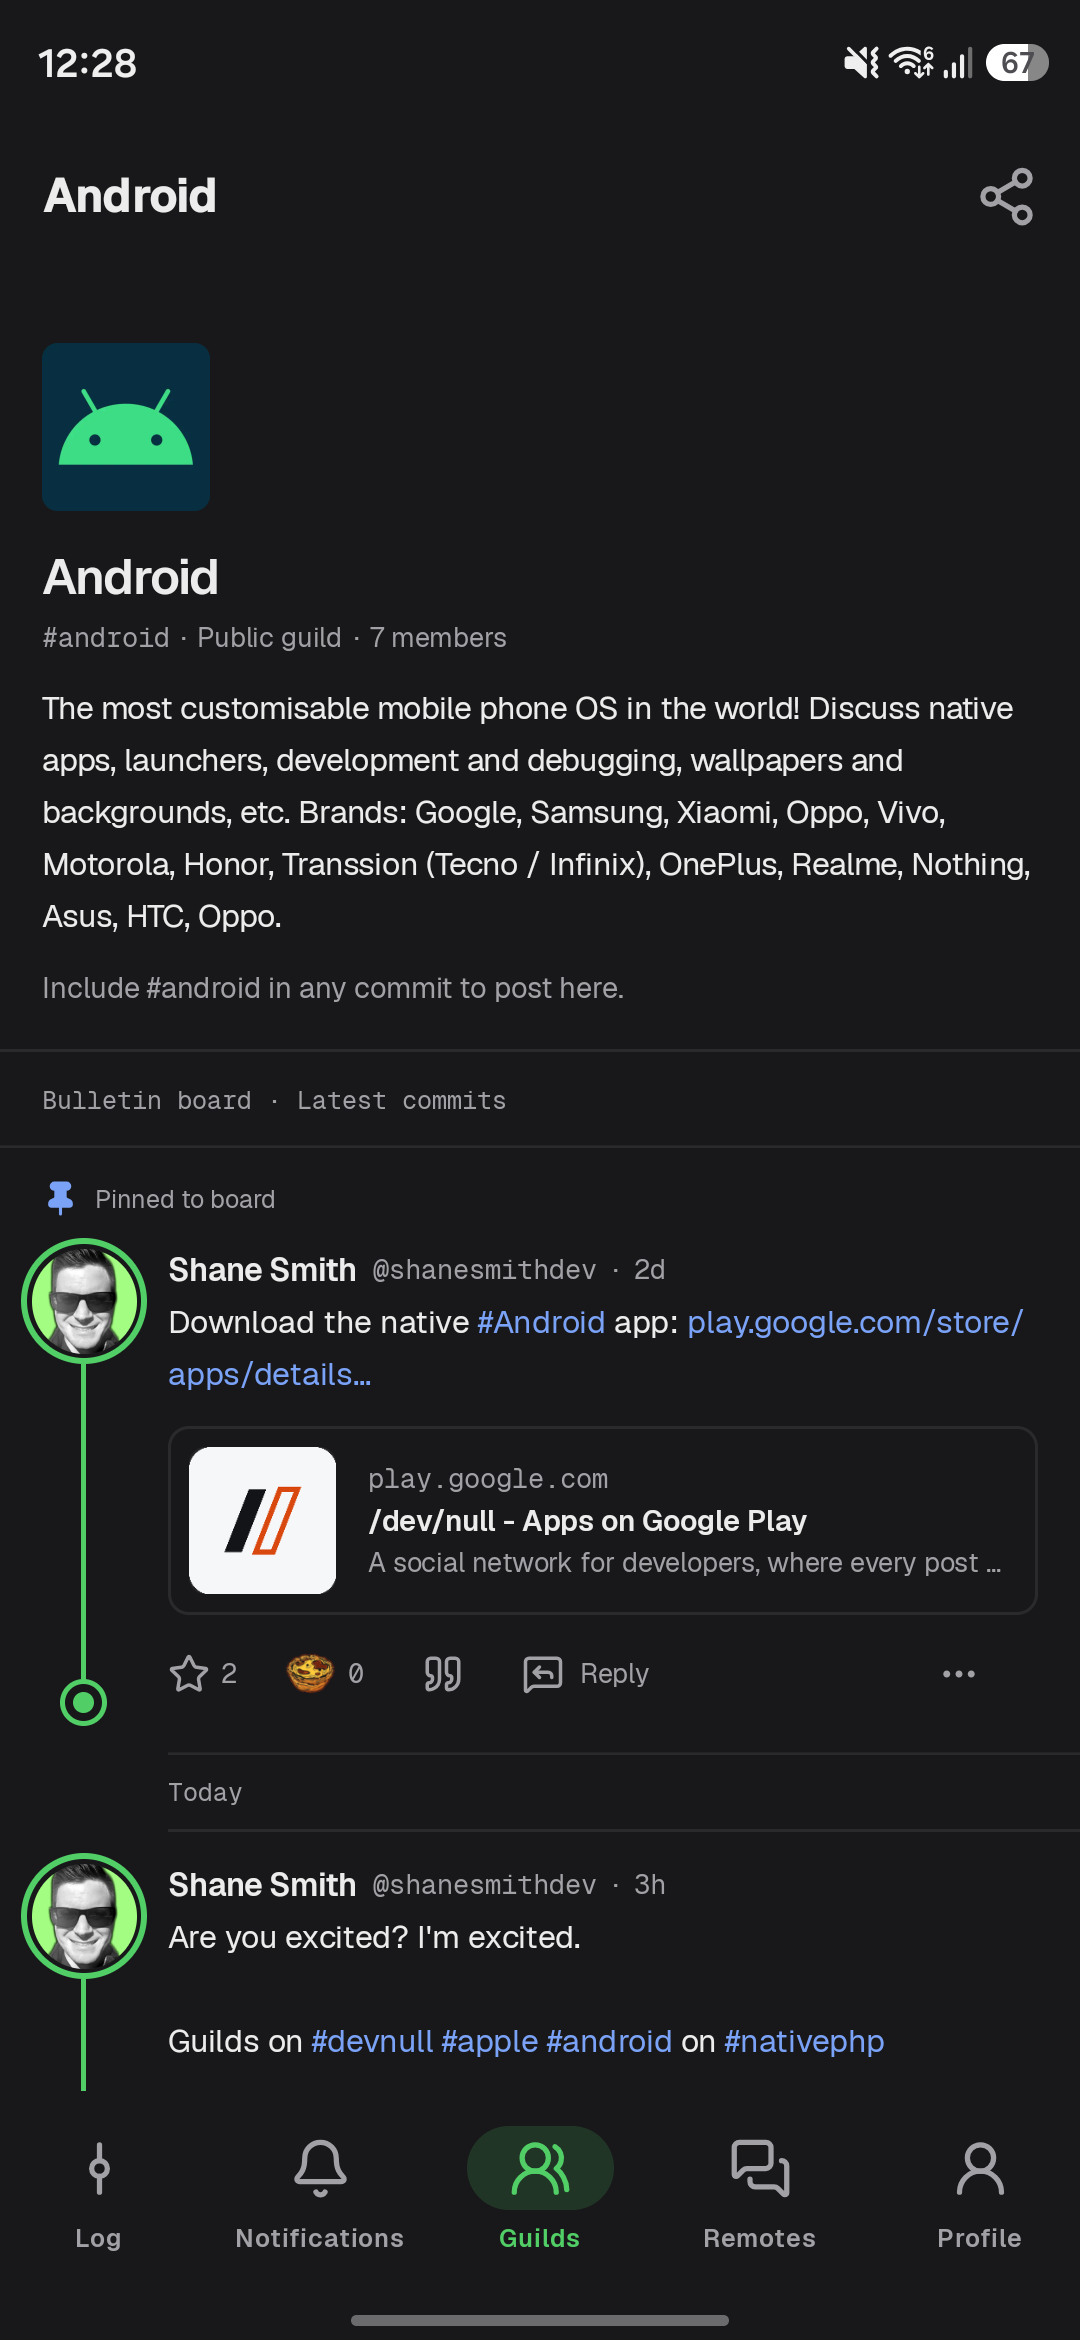 12:28
6
67
Android
Android
#android · Public guild · 7 members
The most customisable mobile phone OS in the world! Discuss native
apps, launchers, development and debugging, wallpapers and
backgrounds, etc. Brands: Google, Samsung, Xiaomi, Oppo, Vivo,
Motorola, Honor, Transsion (Tecno / Infinix), OnePlus, Realme, Nothing,
Asus, HTC, Oppo.
Include #android in any commit to post here.
Bulletin board · Latest commits
Pinned to board
Shane Smith @shanesmithdev · 2d
Download the native #Android app: play.google.com/store/
apps/details...
play.google.com
/dev/null - Apps on Google Play
A social network for developers, where every post ...
2 0 Reply
Today
Shane Smith @shanesmithdev · 3h
Are you excited? I'm excited.
Guilds on #devnull #apple #android on #nativephp
Log Notifications Guilds Remotes Profile